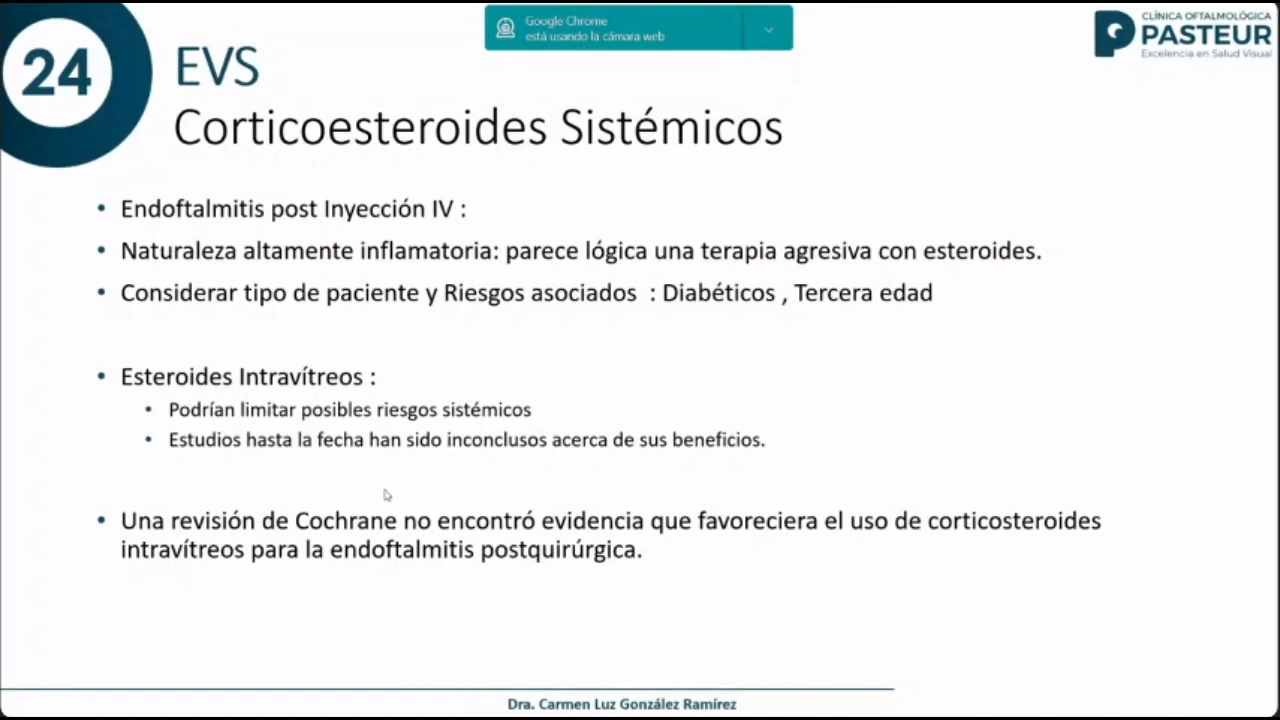 Google Chrome
está usando la cámara web
CLÍNICA OFTALMOLÓGICA
PASTEUR
Excelencia en Salud Visual
24
EVS
Corticoesteroides Sistémicos
• Endoftalmitis post Inyección IV :
• Naturaleza altamente inflamatoria: parece lógica una terapia agresiva con esteroides.
• Considerar tipo de paciente y Riesgos asociados : Diabéticos , Tercera edad
• Esteroides Intravítreos :
• Podrían limitar posibles riesgos sistémicos
• Estudios hasta la fecha han sido inconclusos acerca de sus beneficios.
• Una revisión de Cochrane no encontró evidencia que favoreciera el uso de corticosteroides
intravítreos para la endoftalmitis postquirúrgica.
Dra. Carmen Luz González Ramírez